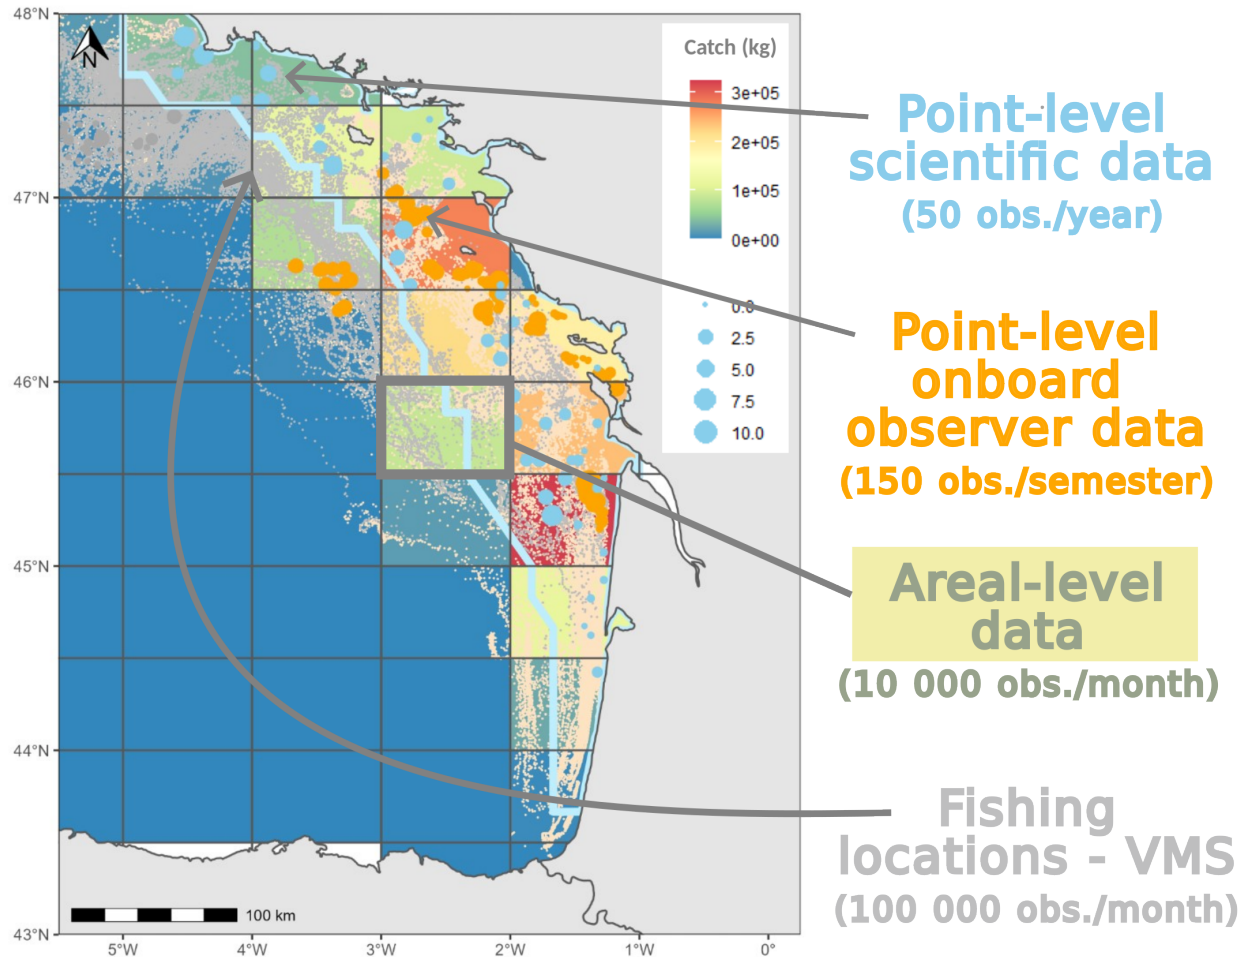 48°N
47°N
46°N
45°N
44°N
43°N
5°W
4°W
3°W
2°W
1°W
0°
N
100 km
Catch (kg)
3e+05
2e+05
1e+05
0e+00
0.0
2.5
5.0
7.5
10.0
Point-level
scientific data
(50 obs./year)
Point-level
onboard
observer data
(150 obs./semester)
Areal-level
data
(10 000 obs./month)
Fishing
locations - VMS
(100 000 obs./month)